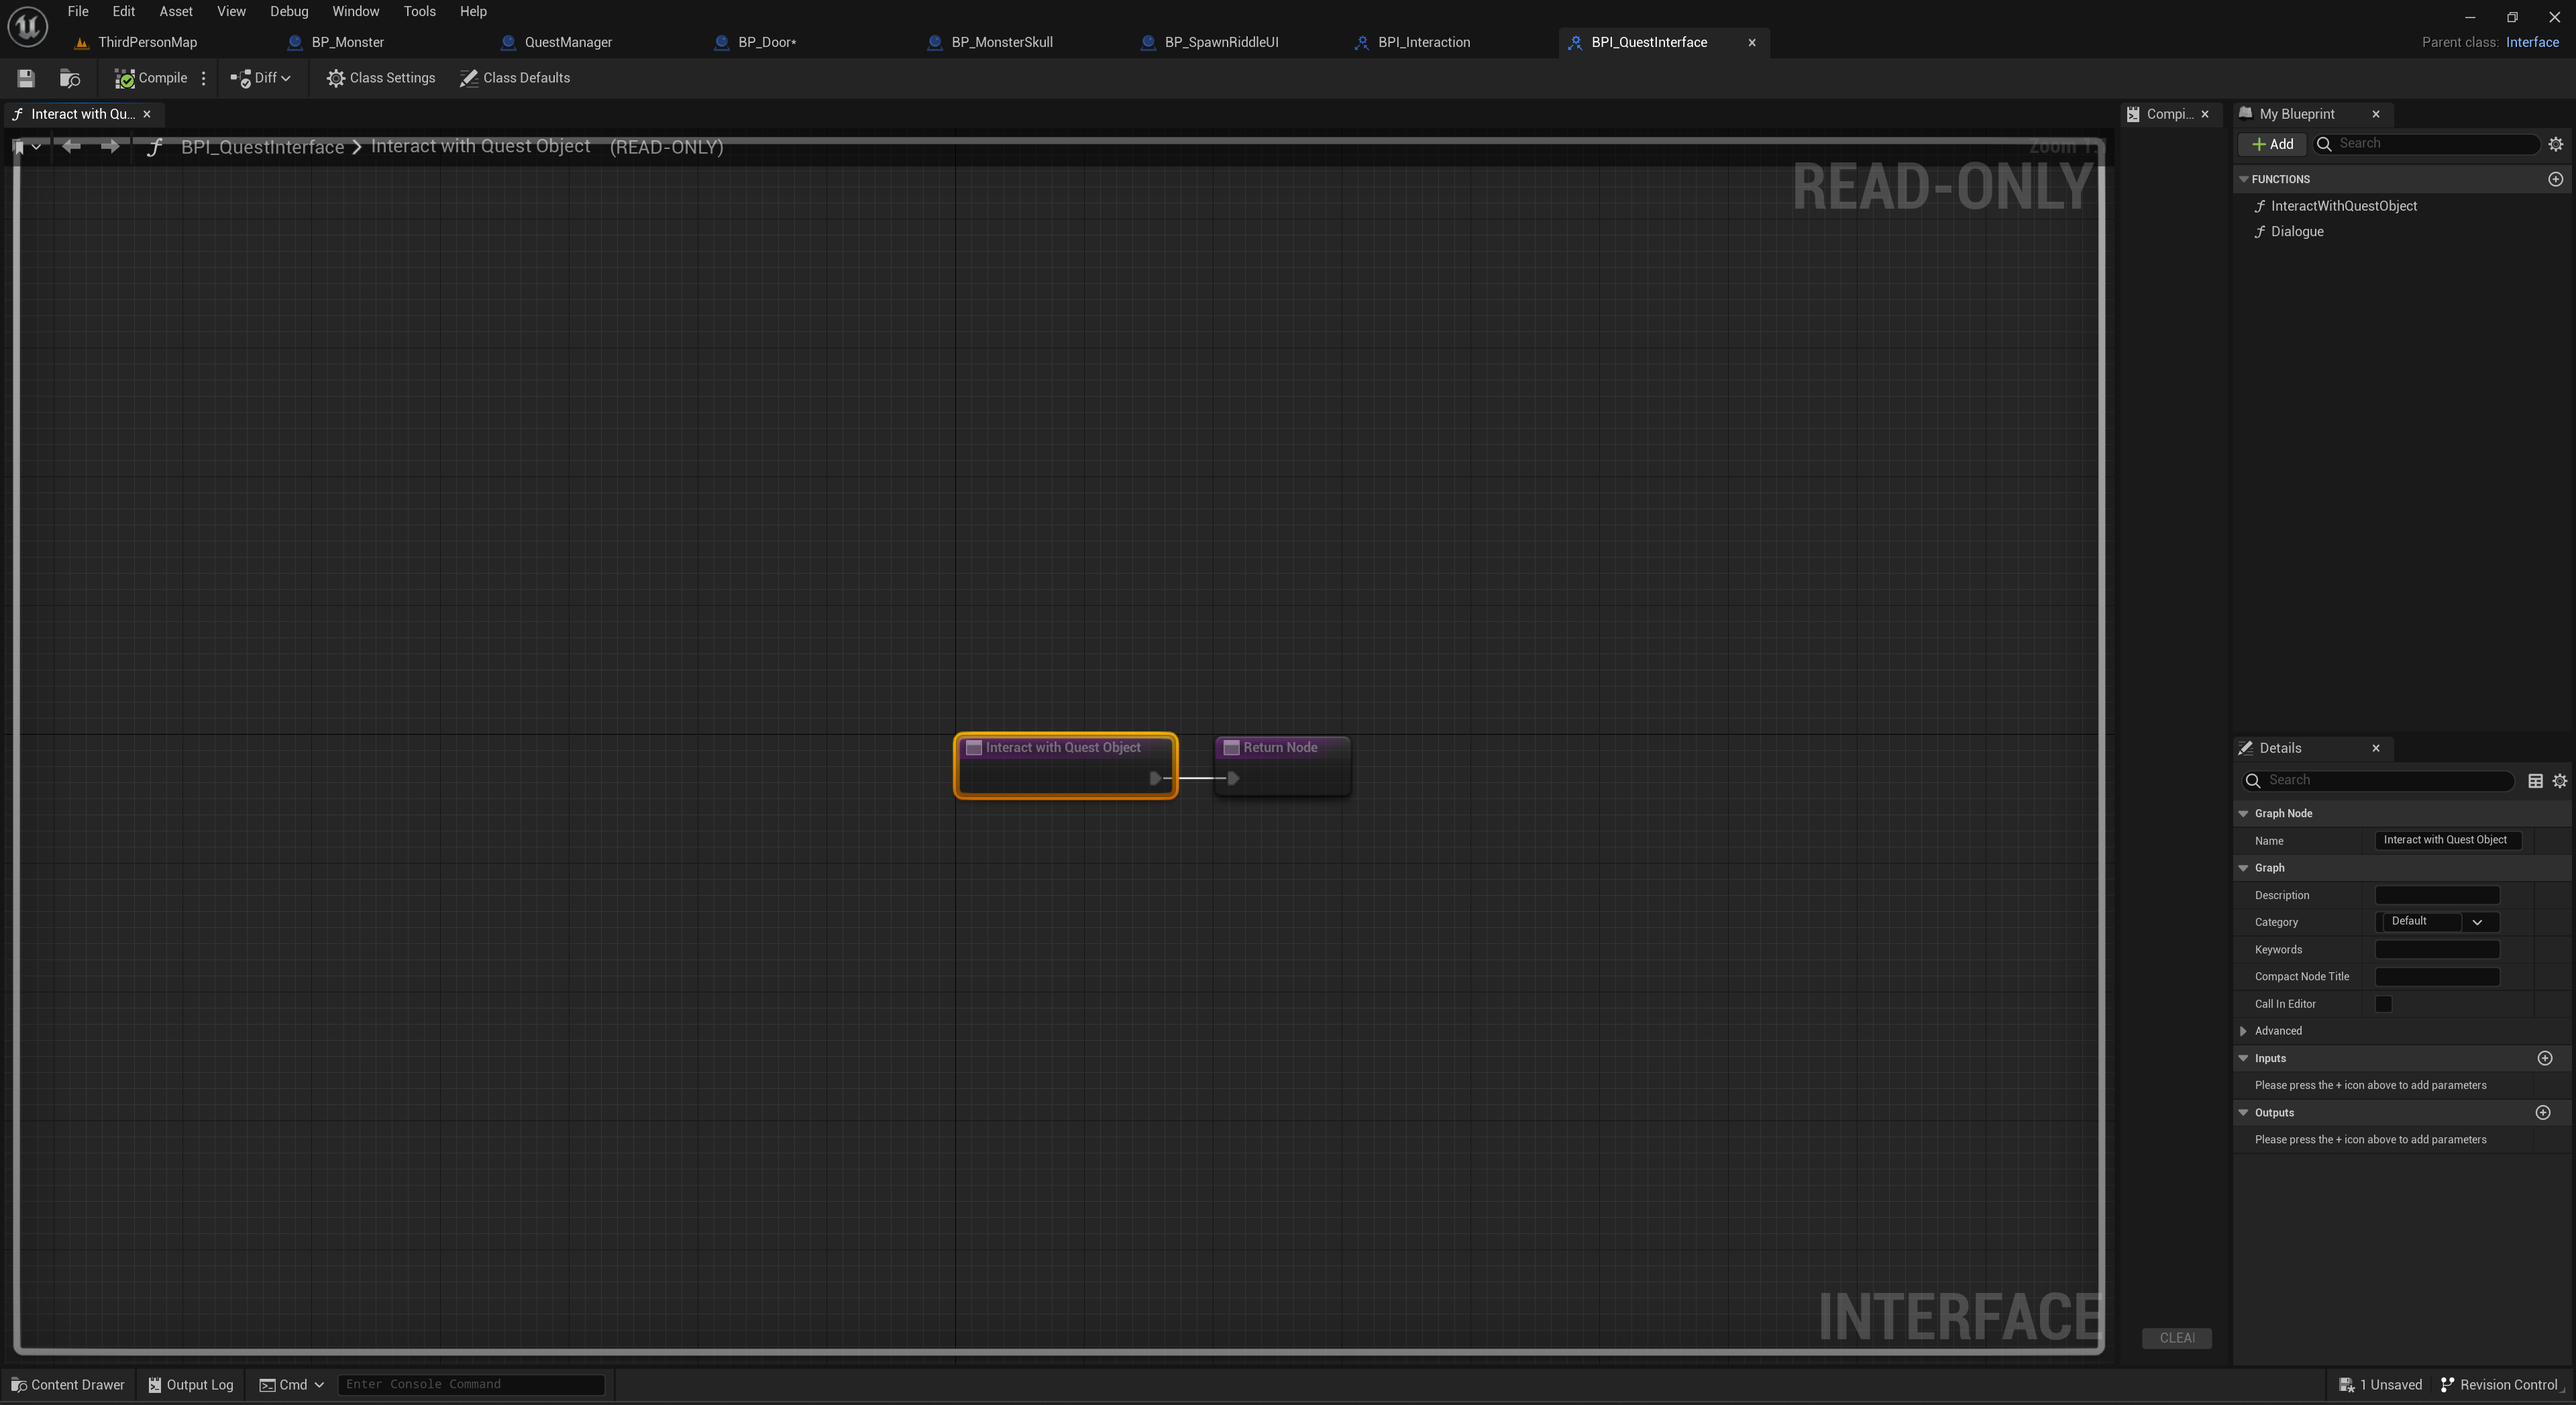 File Edit Asset View Debug Window Tools Help
ThirdPersonMap BP_Monster QuestManager BP_Door* BP_MonsterSkull BP_SpawnRiddleUI BPI_Interaction BPI_QuestInterface Parent class: Interface
Compile Diff Class Settings Class Defaults
Interact with Qu... Compi... My Blueprint
BPI_QuestInterface > Interact with Quest Object (READ-ONLY) Zoom 1:1
Add Search
READ-ONLY
FUNCTIONS
InteractWithQuestObject
Dialogue
Interact with Quest Object
Return Node
Details
Search
Graph Node
Name Interact with Quest Object
Graph
Description
Category Default
Keywords
Compact Node Title
Call In Editor
Advanced
Inputs
Please press the + icon above to add parameters
Outputs
Please press the + icon above to add parameters
INTERFACE
CLEA
Content Drawer Output Log Cmd Enter Console Command 1 Unsaved Revision Control